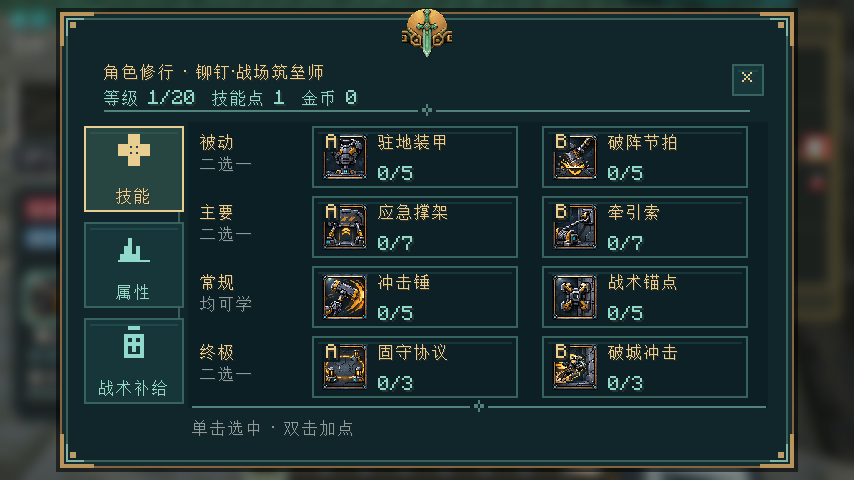 角色修行 · 铆钉·战场筑垒师
等级 1/20 技能点 1 金币 0
×
技能
属性
战术补给
被动
二选一
A 驻地装甲
0/5
B 破阵节拍
0/5
主要
二选一
A 应急撑架
0/7
B 牵引索
0/7
常规
均可学
冲击锤
0/5
战术锚点
0/5
终极
二选一
A 固守协议
0/3
B 破城冲击
0/3
单击选中 · 双击加点